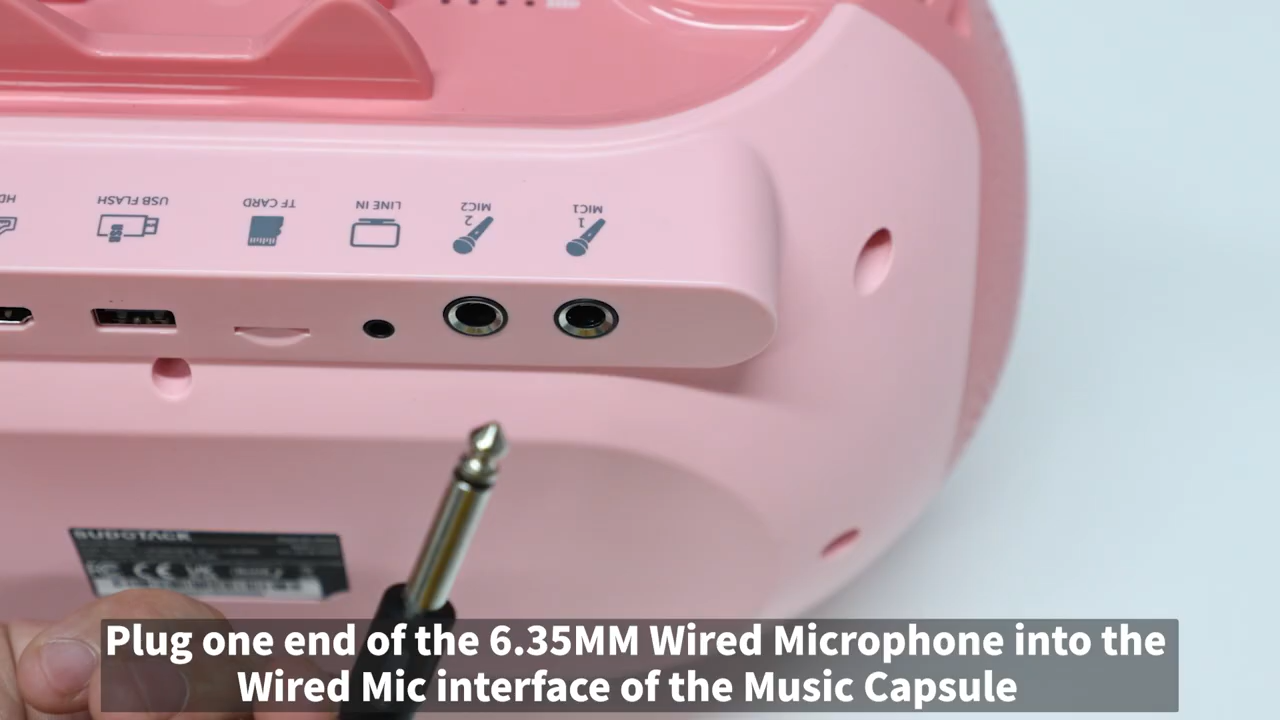 USB FLASH
TF CARD
LINE IN
MIC2
2
MIC1
1
Plug one end of the 6.35MM Wired Microphone into the
Wired Mic interface of the Music Capsule